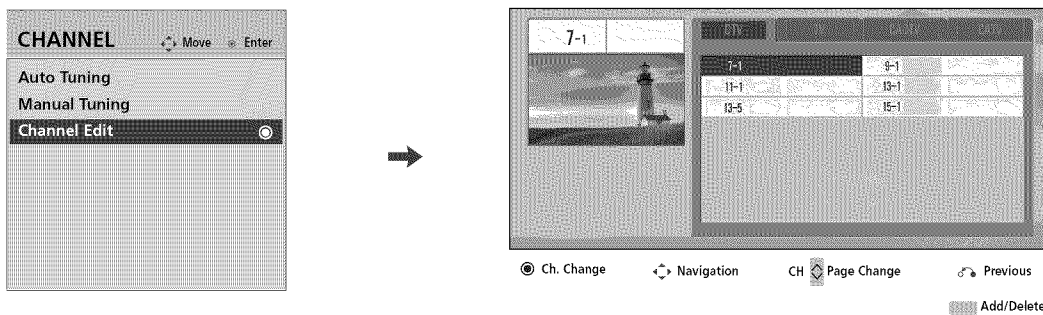 CHANNEL Move Enter
Auto Tuning
Manual Tuning
Channel Edit
7-1
DTV
7-1 9-1
11-1 13-1
13-5 15-1
Ch. Change Navigation CH Page Change Previous
Add/Delete